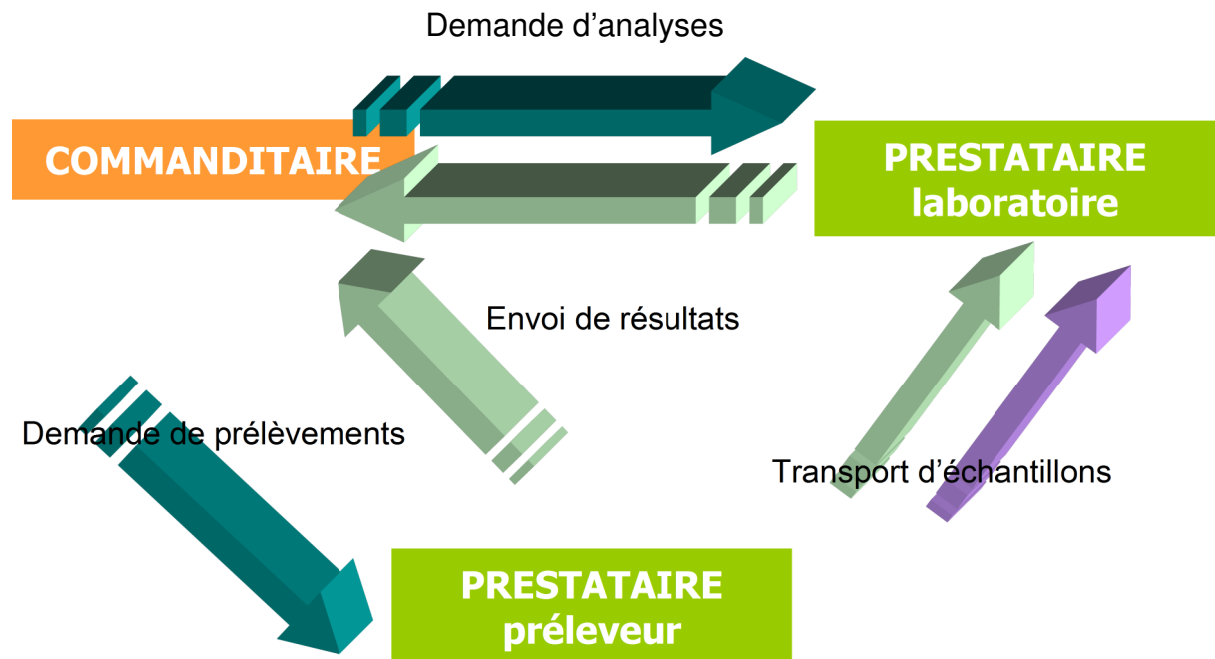 Demande d’analyses
COMMANDITAIRE
PRESTATAIRE
laboratoire
Envoi de résultats
Demande de prélèvements
Transport d’échantillons
PRESTATAIRE
préleveur